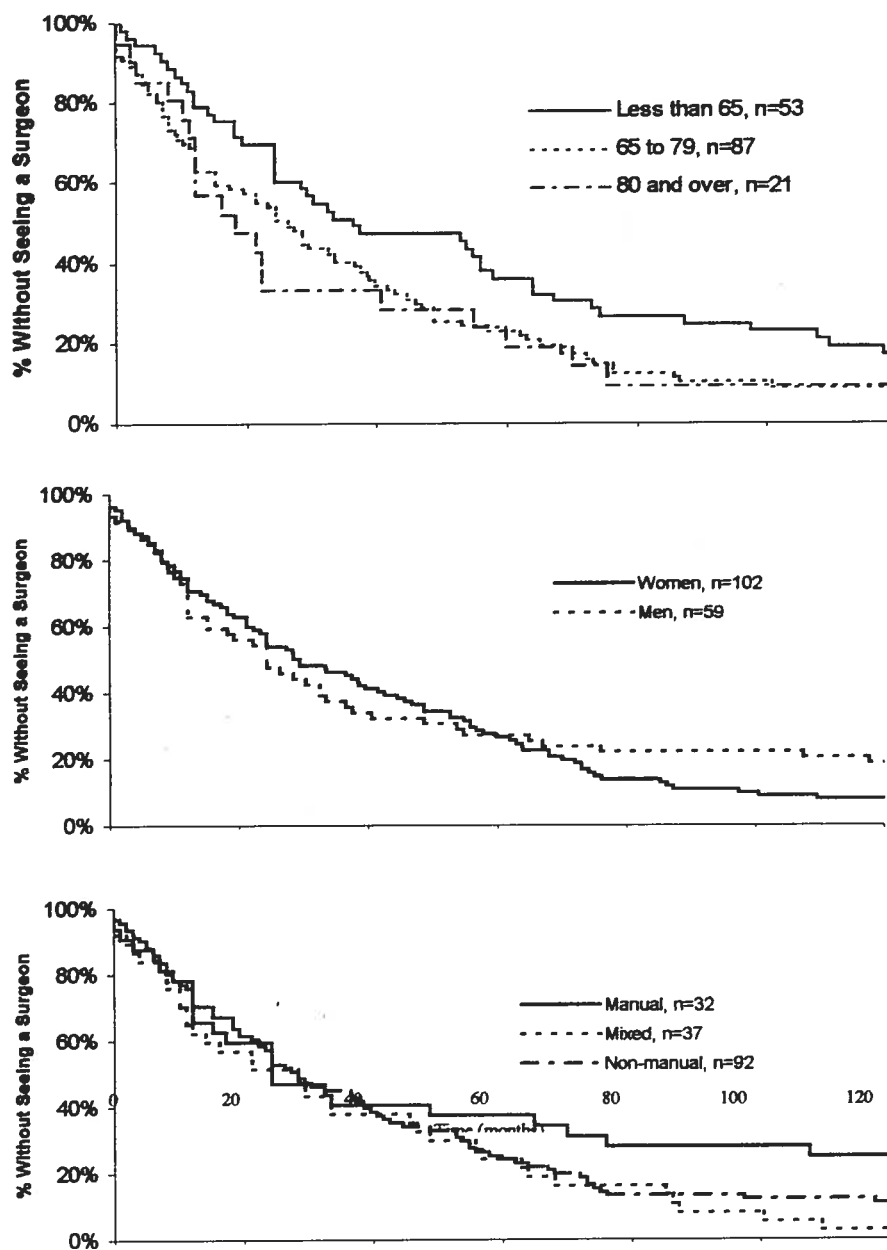 % Without Seeing a Surgeon
100%
80%
60%
40%
20%
0%
Less than 65, n=53
65 to 79, n=87
80 and over, n=21
% Without Seeing a Surgeon
100%
80%
60%
40%
20%
0%
Women, n=102
Men, n=59
% Without Seeing a Surgeon
100%
80%
60%
40%
20%
0%
Manual, n=32
Mixed, n=37
Non-manual, n=92
0 20 40 60 80 100 120
Time (months)